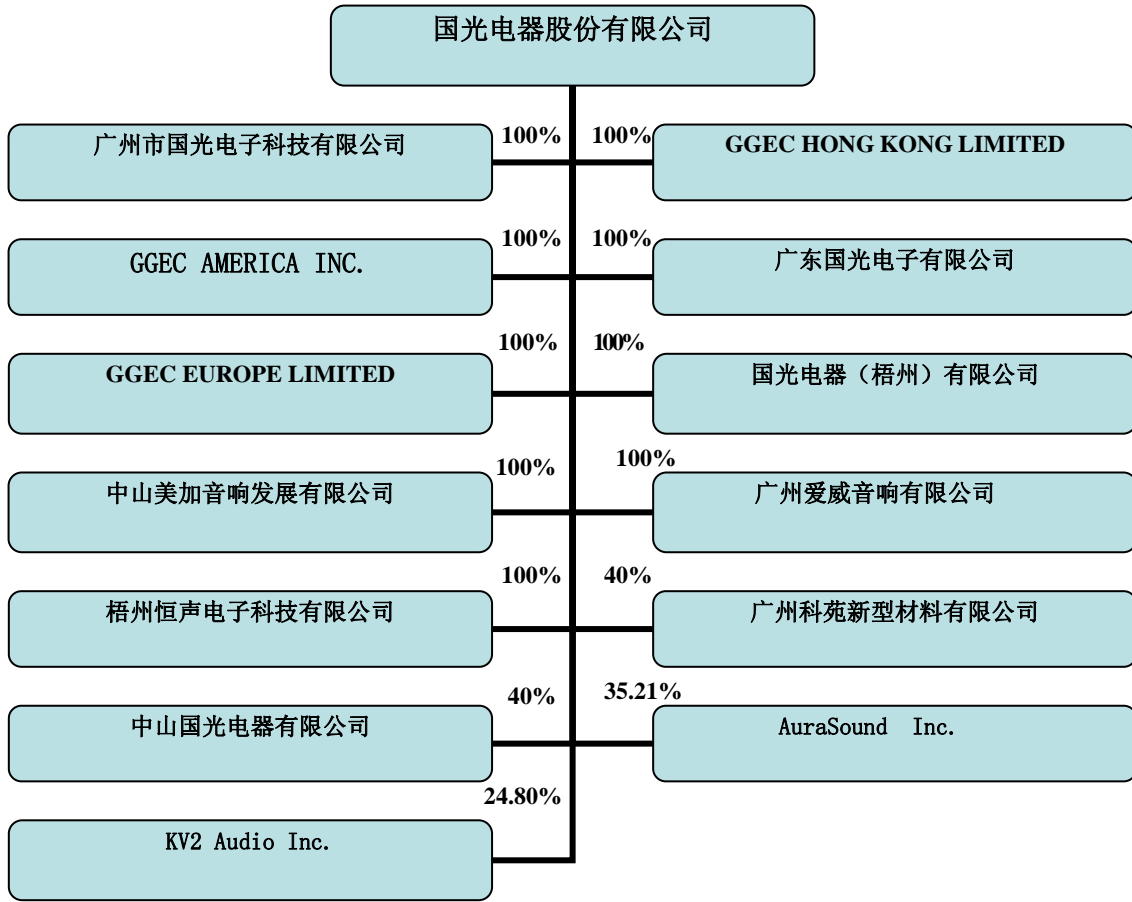 国光电器股份有限公司
100%
100%
广州市国光电子科技有限公司
GGEC HONG KONG LIMITED
100%
100%
GGEC AMERICA INC.
广东国光电子有限公司
100%
100%
GGEC EUROPE LIMITED
国光电器（梧州）有限公司
100%
100%
中山美加音响发展有限公司
广州爱威音响有限公司
100%
40%
梧州恒声电子科技有限公司
广州科苑新型材料有限公司
40%
35.21%
中山国光电器有限公司
AuraSound Inc.
24.80%
KV2 Audio Inc.